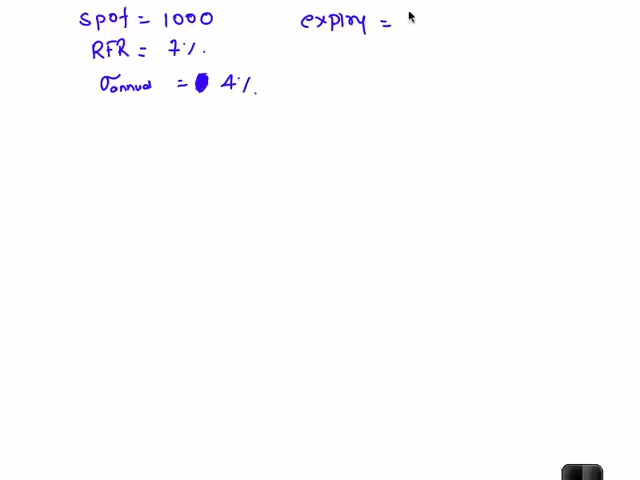 spot = 1000 expiry =
RFR = 7%.
σannual = 4%.